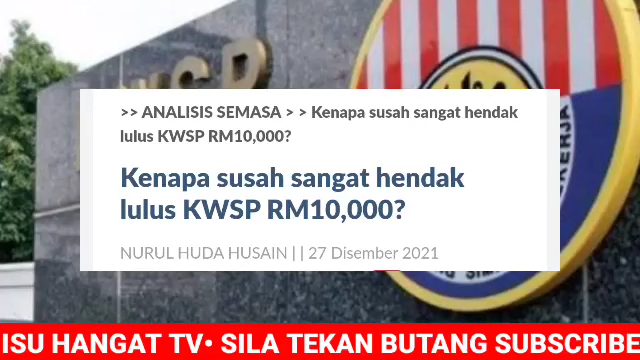 KWSP
>> ANALISIS SEMASA > > Kenapa susah sangat hendak
lulus KWSP RM10,000?
Kenapa susah sangat hendak
lulus KWSP RM10,000?
NURUL HUDA HUSAIN | | 27 Disember 2021
ISU HANGAT TV• SILA TEKAN BUTANG SUBSCRIBE